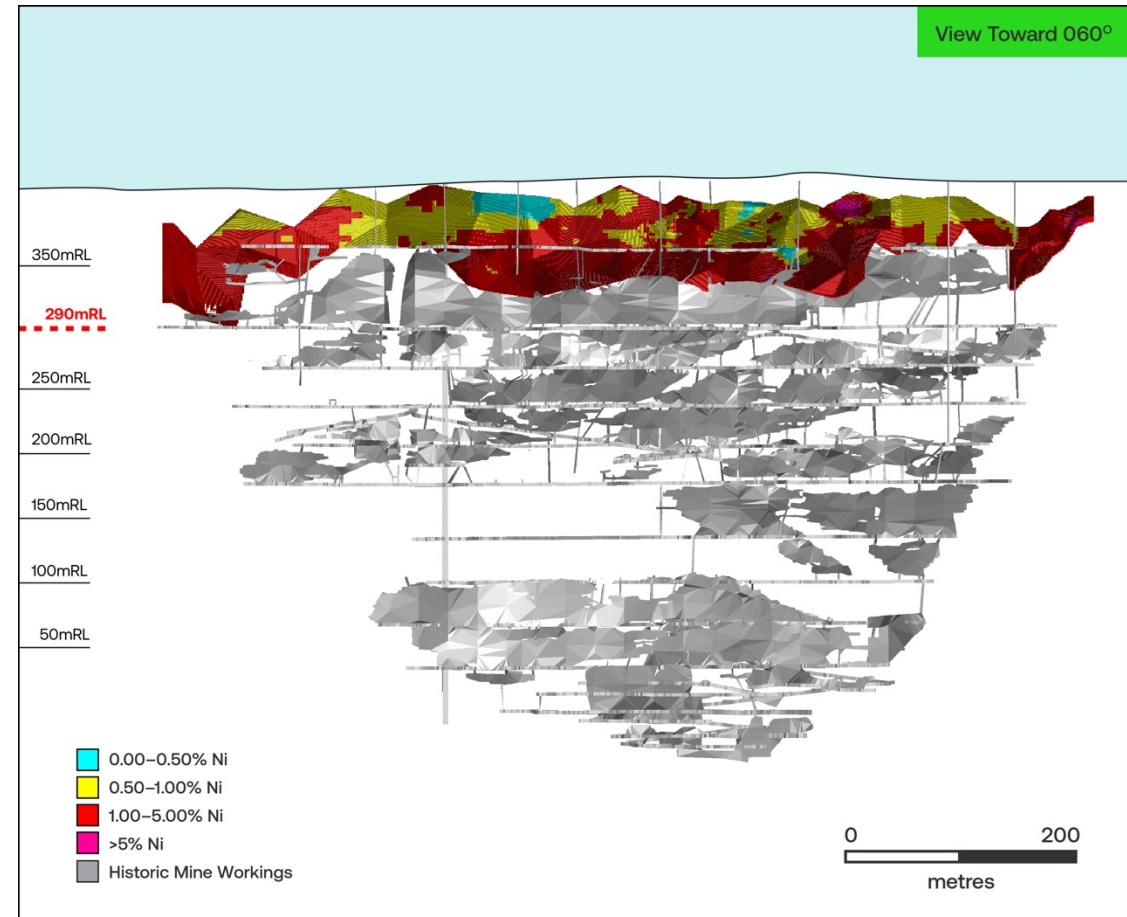 View Toward 060°
350mRL
290mRL
250mRL
200mRL
150mRL
100mRL
50mRL
0.00–0.50% Ni
0.50–1.00% Ni
1.00–5.00% Ni
>5% Ni
Historic Mine Workings
0 200
metres